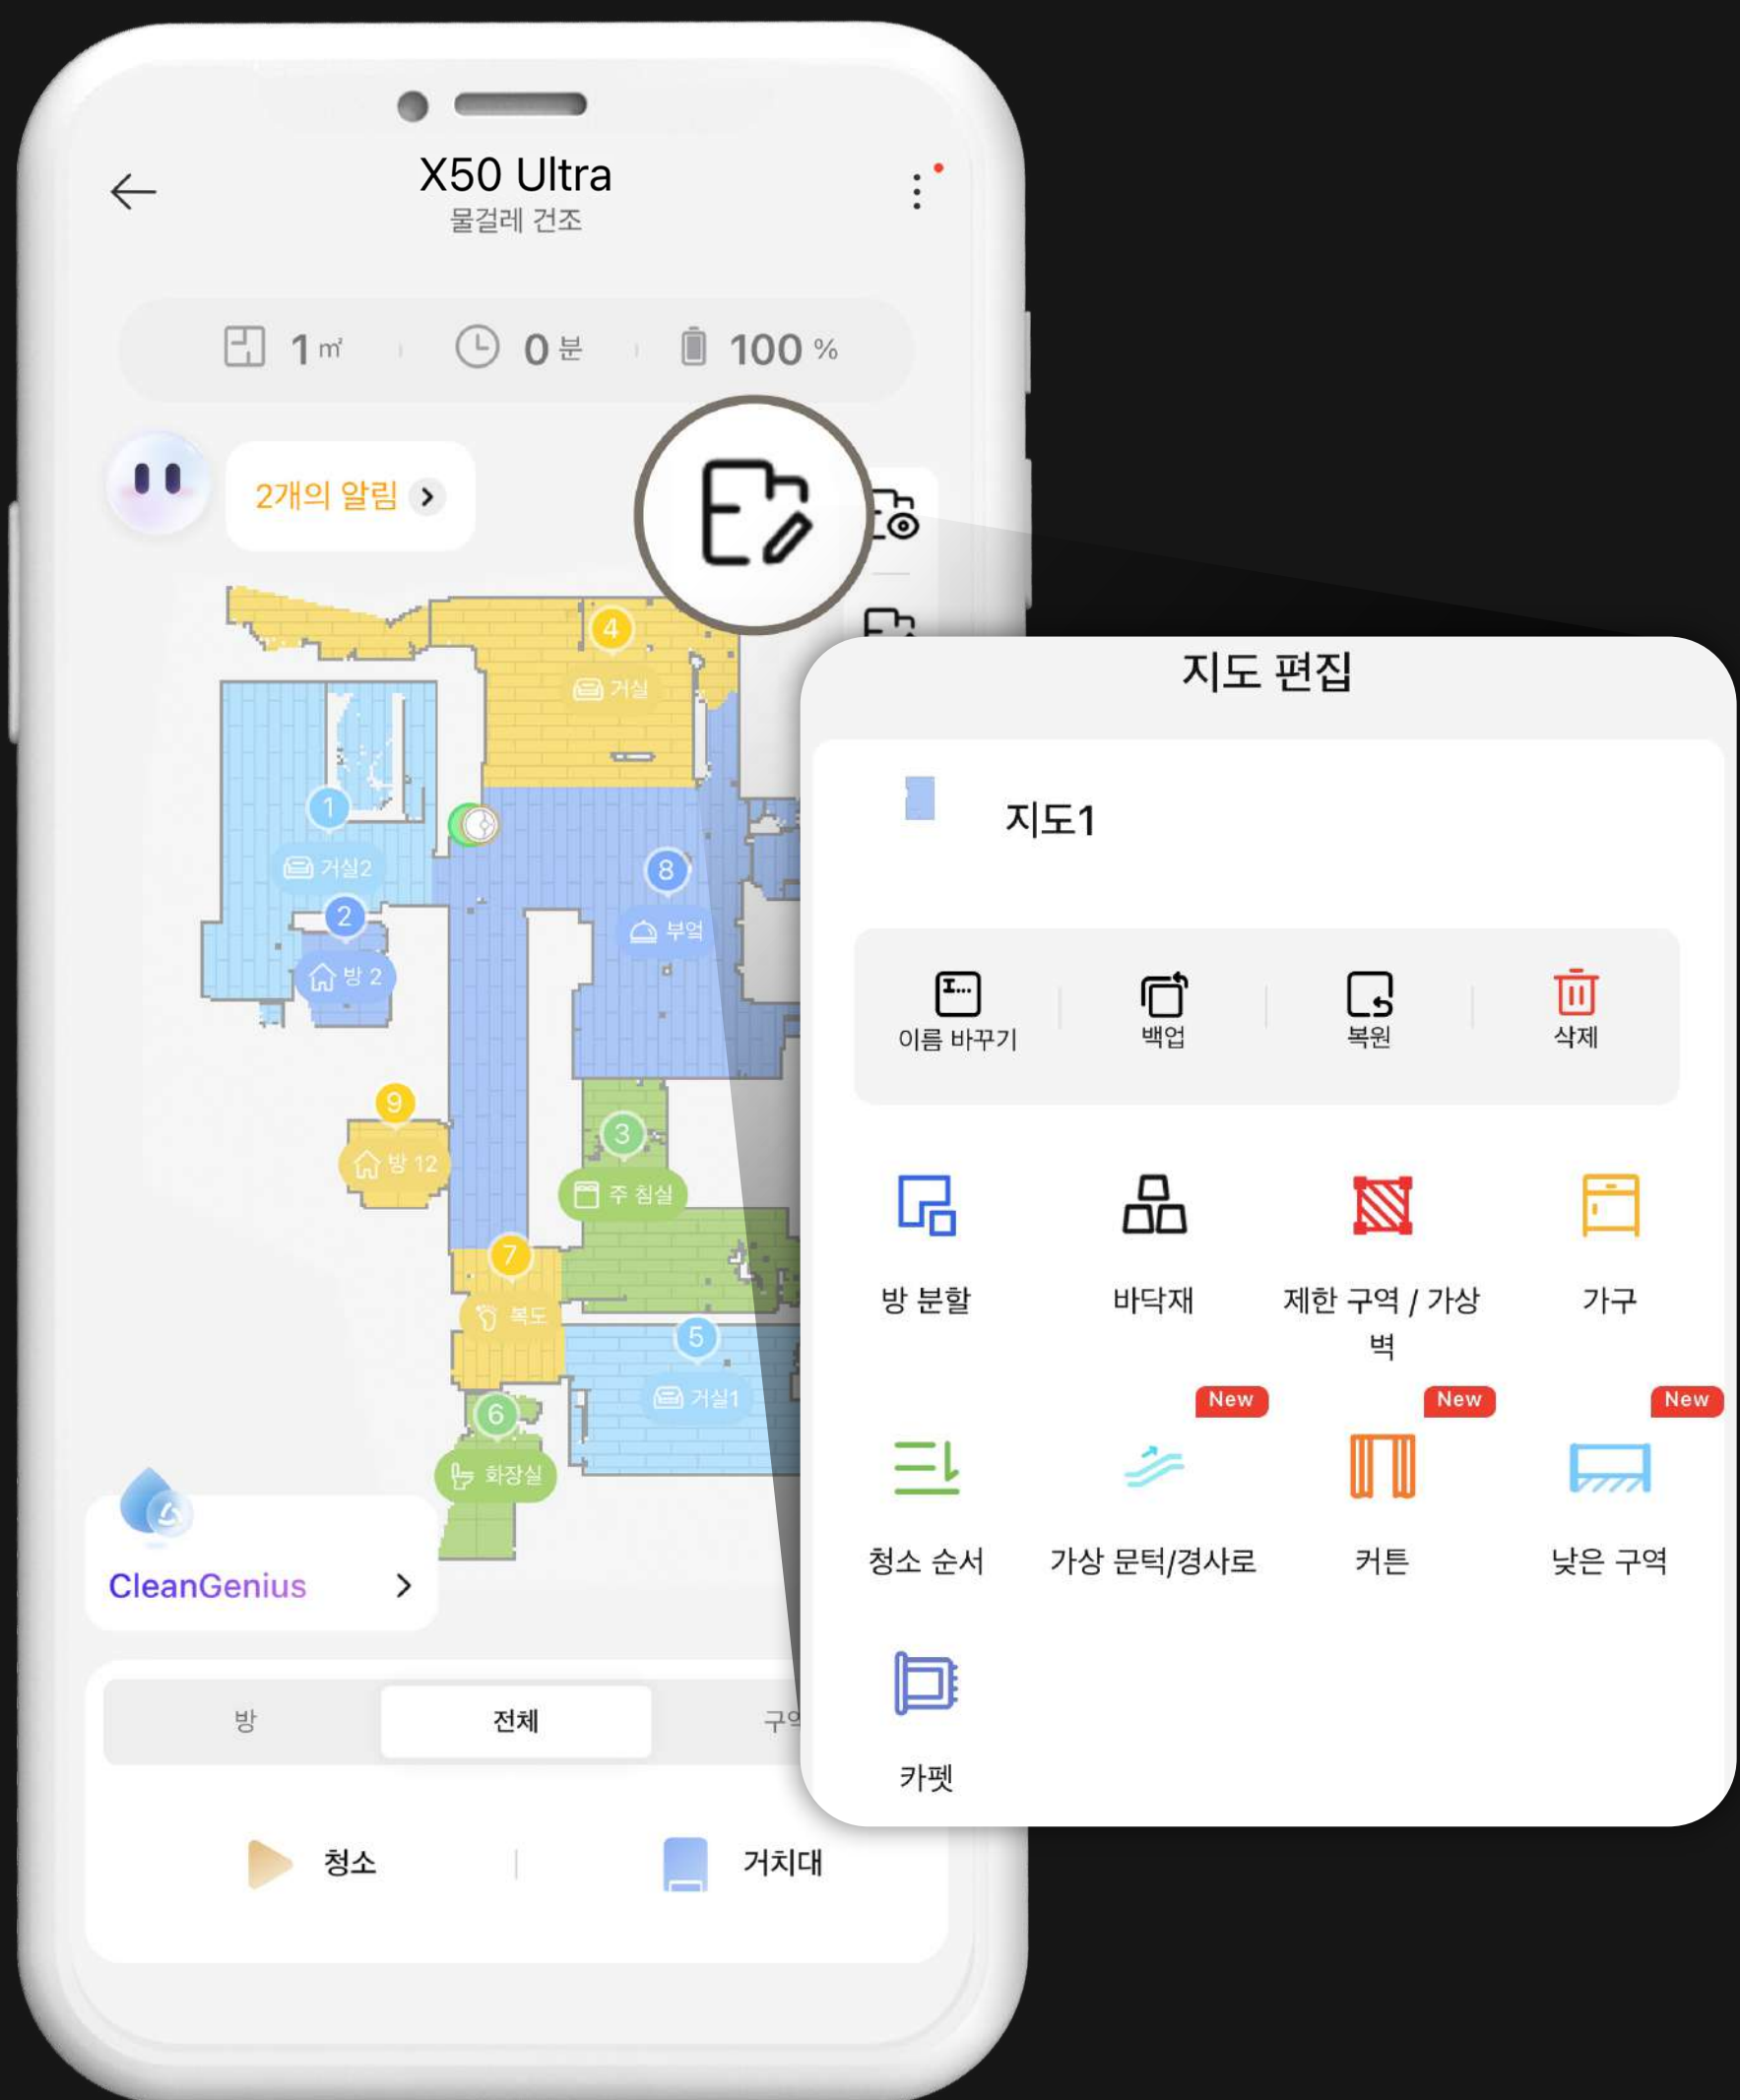 X50 Ultra
물걸레 건조
1 ㎡
0 분
100 %
2개의 알림
4
거실
1
거실2
2
방 2
8
부엌
9
방 12
3
주 침실
7
복도
5
거실1
6
화장실
CleanGenius
방
전체
청소
거치대
지도 편집
지도1
이름 바꾸기
백업
복원
삭제
방 분할
바닥재
제한 구역 / 가상
벽
가구
청소 순서
New
가상 문턱/경사로
New
커튼
New
낮은 구역
카펫